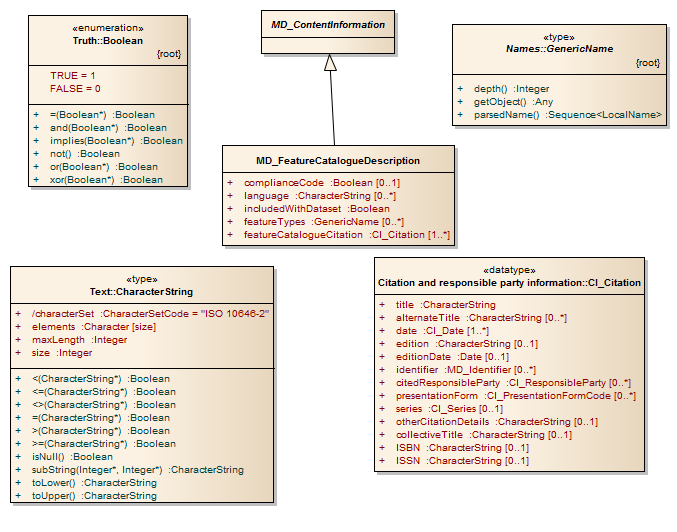 «enumeration»
Truth::Boolean
{root}
TRUE = 1
FALSE = 0
+ =(Boolean*) :Boolean
+ and(Boolean*) :Boolean
+ implies(Boolean*) :Boolean
+ not() :Boolean
+ or(Boolean*) :Boolean
+ xor(Boolean*) :Boolean
MD_ContentInformation
«type»
Names::GenericName
{root}
+ depth() :Integer
+ getObject() :Any
+ parsedName() :Sequence<LocalName>
MD_FeatureCatalogueDescription
+ complianceCode :Boolean [0..1]
+ language :CharacterString [0..*]
+ includedWithDataset :Boolean
+ featureTypes :GenericName [0..*]
+ featureCatalogueCitation :CI_Citation [1..*]
«type»
Text::CharacterString
+ /characterSet :CharacterSetCode = "ISO 10646-2"
+ elements :Character [size]
+ maxLength :Integer
+ size :Integer
+ <(CharacterString*) :Boolean
+ <=(CharacterString*) :Boolean
+ <>(CharacterString*) :Boolean
+ =(CharacterString*) :Boolean
+ >(CharacterString*) :Boolean
+ >=(CharacterString*) :Boolean
+ isNull() :Boolean
+ subString(Integer*, Integer*) :CharacterString
+ toLower() :CharacterString
+ toUpper() :CharacterString
«datatype»
Citation and responsible party information::CI_Citation
+ title :CharacterString
+ alternateTitle :CharacterString [0..*]
+ date :CI_Date [1..*]
+ edition :CharacterString [0..1]
+ editionDate :Date [0..1]
+ identifier :MD_Identifier [0..*]
+ citedResponsibleParty :CI_ResponsibleParty [0..*]
+ presentationForm :CI_PresentationFormCode [0..*]
+ series :CI_Series [0..1]
+ otherCitationDetails :CharacterString [0..1]
+ collectiveTitle :CharacterString [0..1]
+ ISBN :CharacterString [0..1]
+ ISSN :CharacterString [0..1]